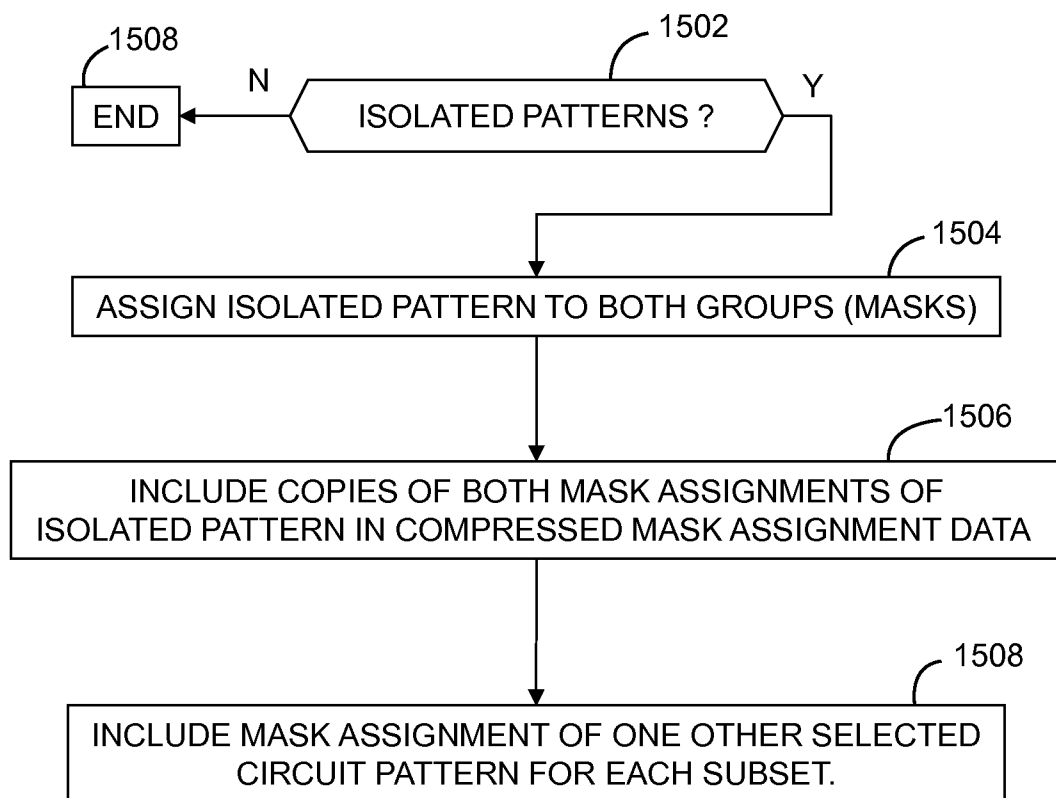 1508
1502
N
Y
END
ISOLATED PATTERNS ?
1504
ASSIGN ISOLATED PATTERN TO BOTH GROUPS (MASKS)
1506
INCLUDE COPIES OF BOTH MASK ASSIGNMENTS OF
ISOLATED PATTERN IN COMPRESSED MASK ASSIGNMENT DATA
1508
INCLUDE MASK ASSIGNMENT OF ONE OTHER SELECTED
CIRCUIT PATTERN FOR EACH SUBSET.